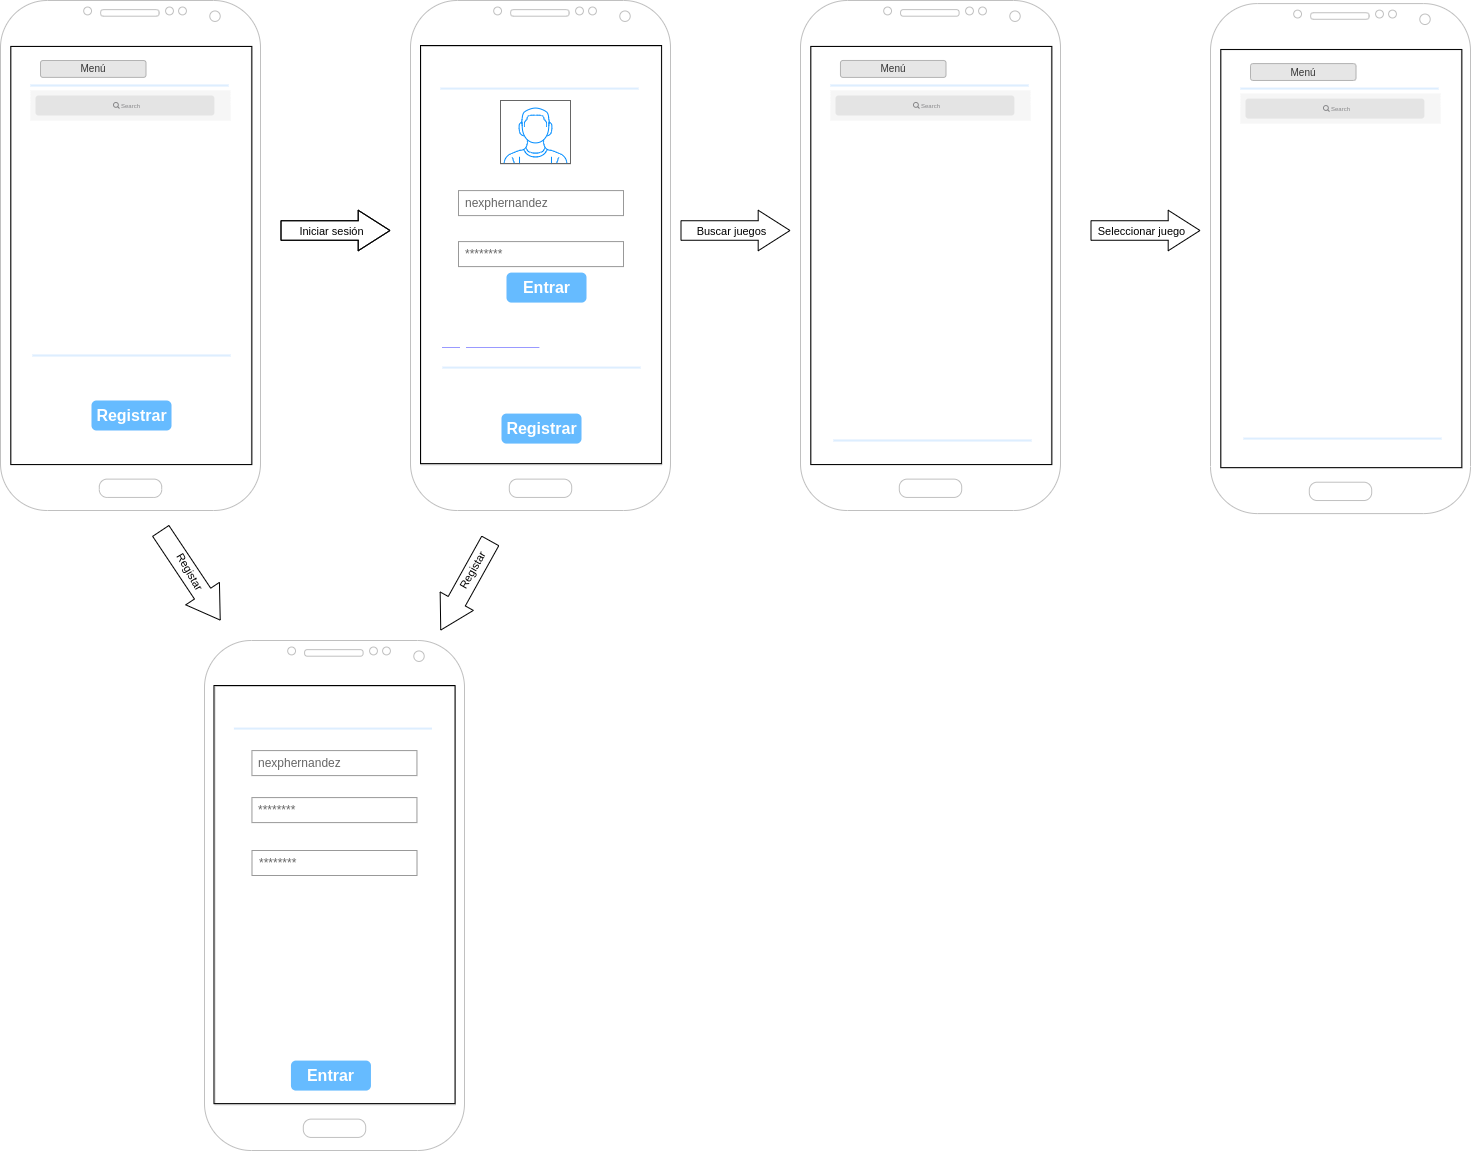 Menú
Search
Registrar
Iniciar sesión
nexphernandez
********
Entrar
Registrar
Buscar juegos
Menú
Search
Seleccionar juego
Menú
Search
Registar
Registar
nexphernandez
********
********
Entrar